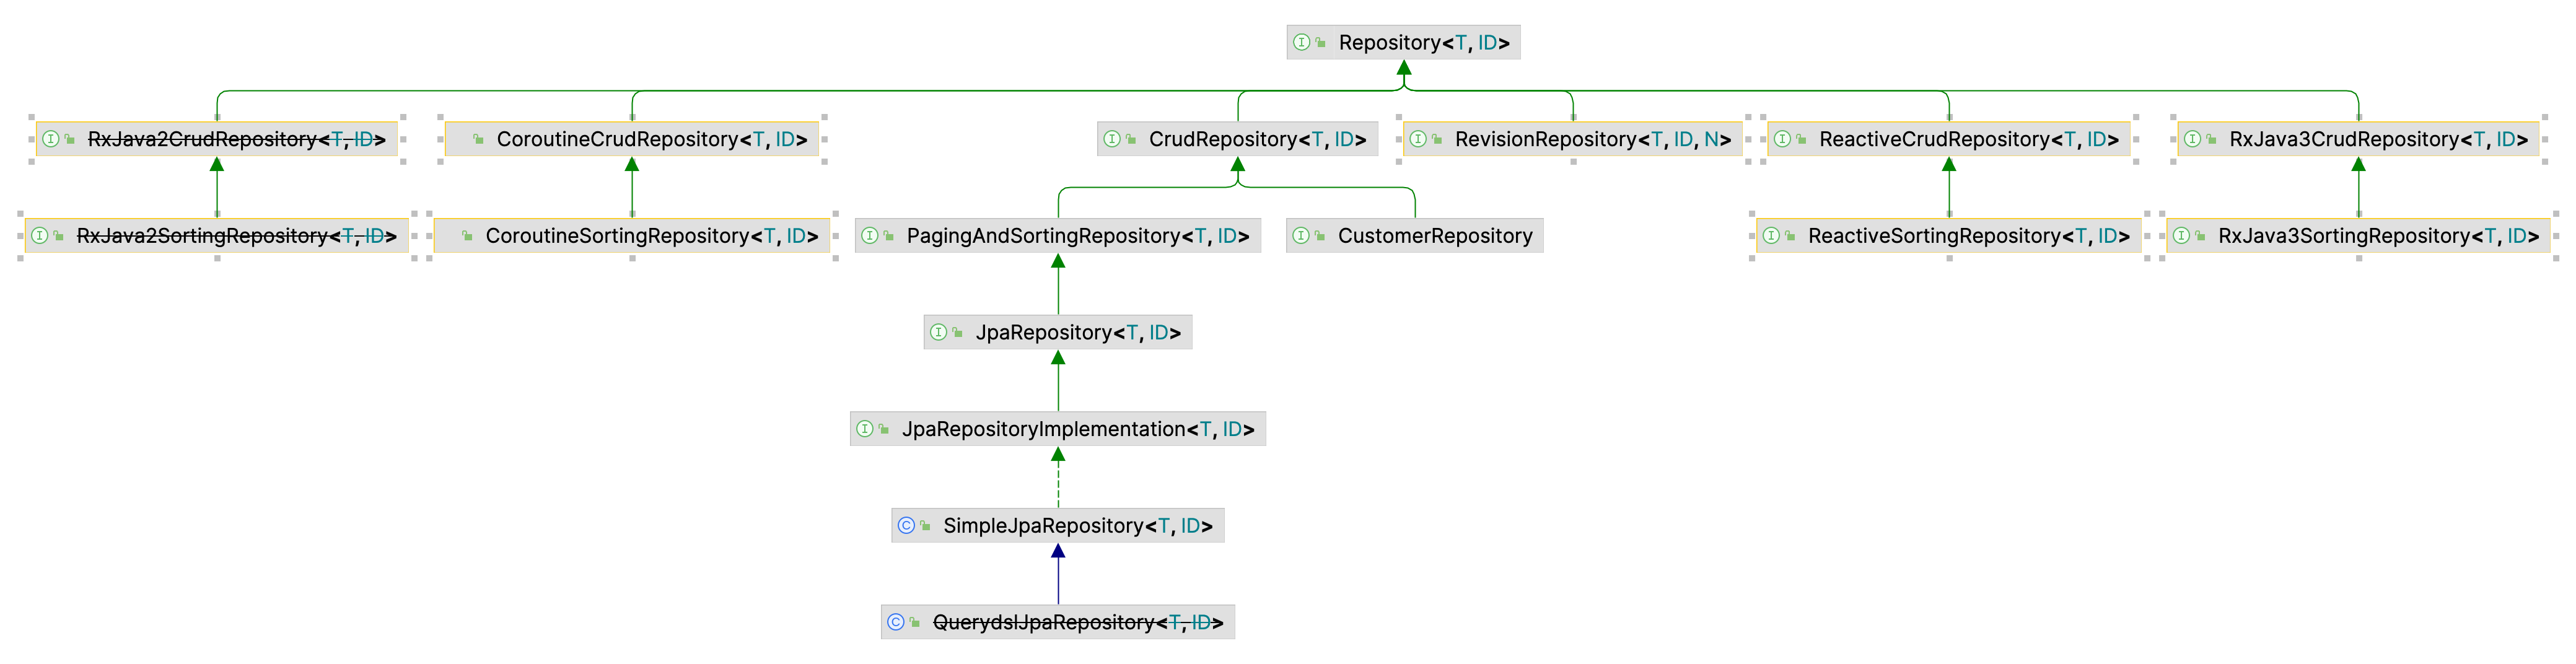 Repository<T, ID>
RxJava2CrudRepository<T, ID>
CoroutineCrudRepository<T, ID>
CrudRepository<T, ID>
RevisionRepository<T, ID, N>
ReactiveCrudRepository<T, ID>
RxJava3CrudRepository<T, ID>
RxJava2SortingRepository<T, ID>
CoroutineSortingRepository<T, ID>
PagingAndSortingRepository<T, ID>
CustomerRepository
ReactiveSortingRepository<T, ID>
RxJava3SortingRepository<T, ID>
JpaRepository<T, ID>
JpaRepositoryImplementation<T, ID>
SimpleJpaRepository<T, ID>
QuerydslJpaRepository<T, ID>